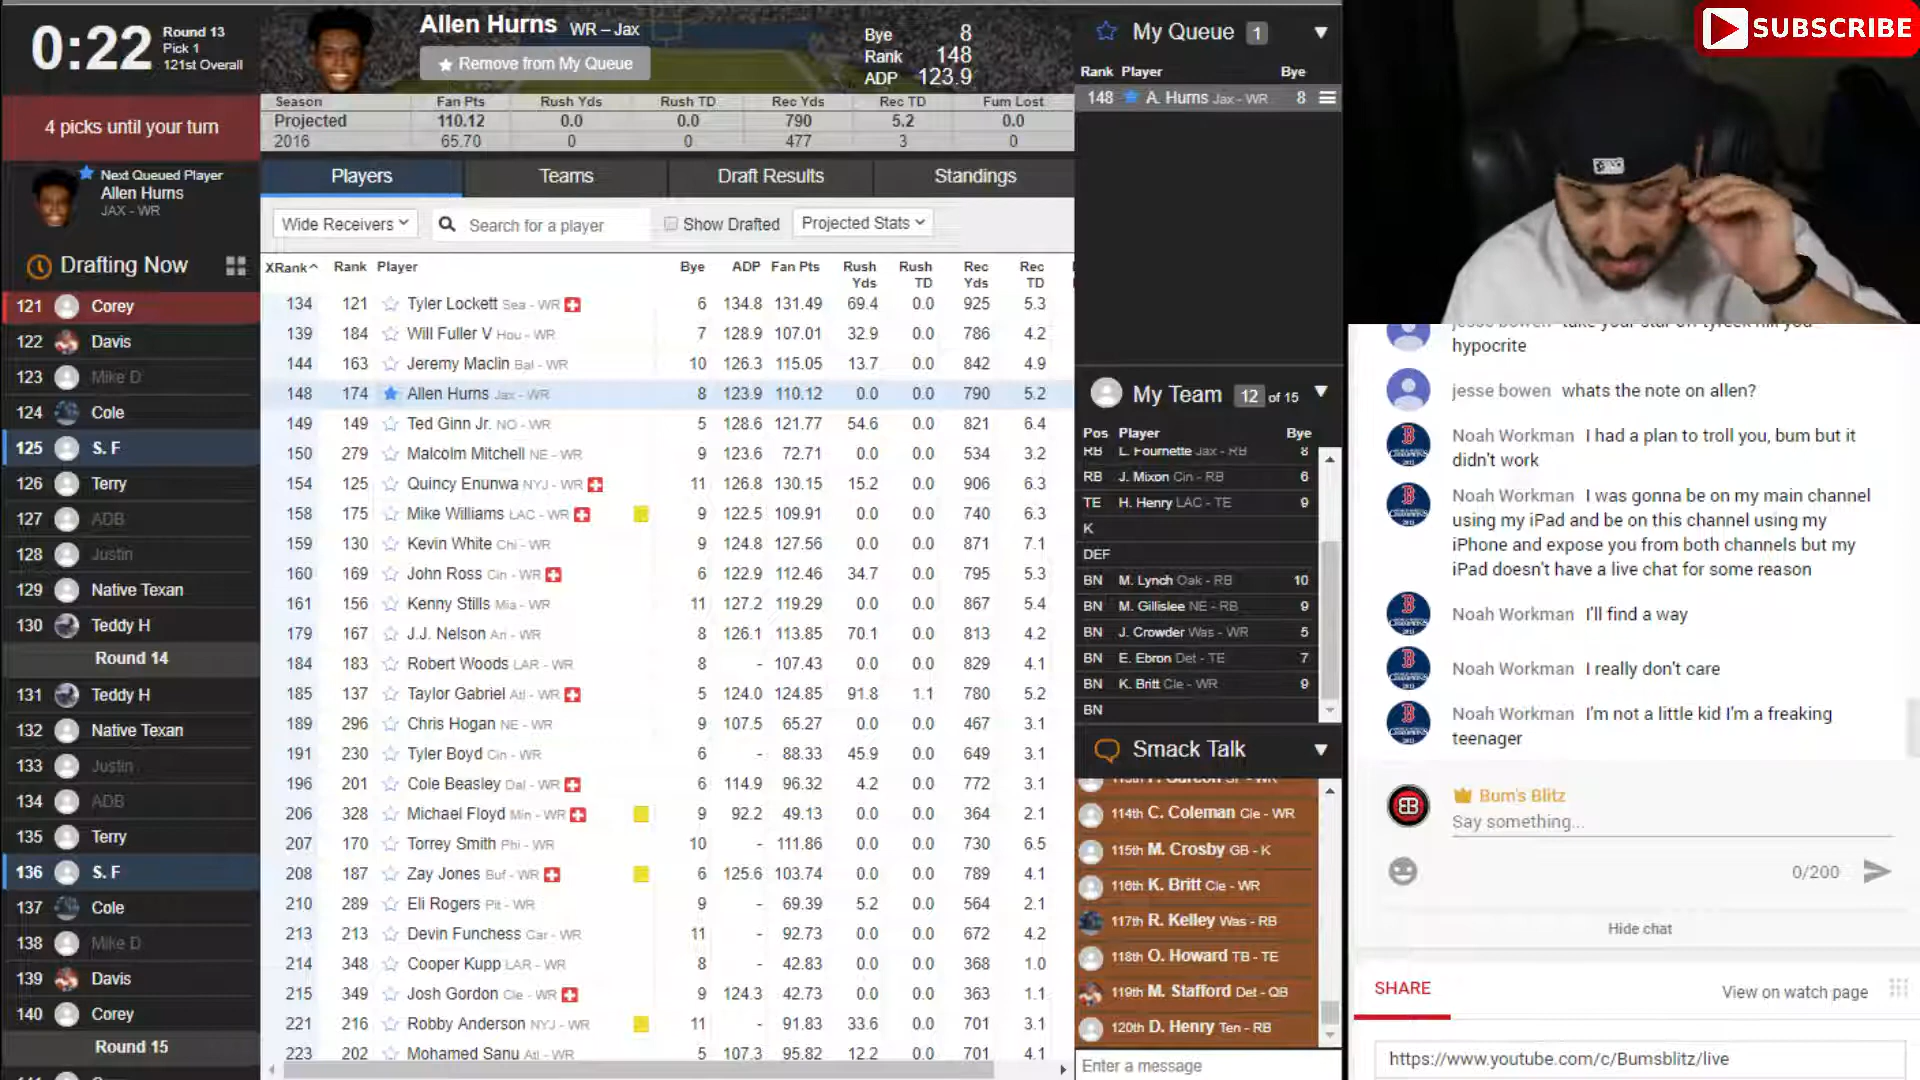 0:22
Round 13
Pick 1
121st Overall
4 picks until your turn
Next Queued Player
Allen Hurns
JAX - WR
Drafting Now
121 Corey
122 Davis
123 Mike D
124 Cole
125 S. F
126 Terry
127 ADB
128 Justin
129 Native Texan
130 Teddy H
Round 14
131 Teddy H
132 Native Texan
133 Justin
134 ADB
135 Terry
136 S. F
137 Cole
138 Mike D
139 Davis
140 Corey
Round 15
Allen Hurns WR – Jax
★ Remove from My Queue
Bye 8
Rank 148
ADP 123.9
Season Fan Pts Rush Yds Rush TD Rec Yds Rec TD Fum Lost
Projected 110.12 0.0 0.0 790 5.2 0.0
2016 65.70 0 0 477 3 0
Players Teams Draft Results Standings
Wide Receivers Search for a player Show Drafted Projected Stats
XRank^ Rank Player Bye ADP Fan Pts Rush Yds Rush TD Rec Yds Rec TD
134 121 Tyler Lockett Sea - WR 6 134.8 131.49 69.4 0.0 925 5.3
139 184 Will Fuller V Hou - WR 7 128.9 107.01 32.9 0.0 786 4.2
144 163 Jeremy Maclin Bal - WR 10 126.3 115.05 13.7 0.0 842 4.9
148 174 Allen Hurns Jax - WR 8 123.9 110.12 0.0 0.0 790 5.2
149 149 Ted Ginn Jr. NO - WR 5 128.6 121.77 54.6 0.0 821 6.4
150 279 Malcolm Mitchell NE - WR 9 123.6 72.71 0.0 0.0 534 3.2
154 125 Quincy Enunwa NYJ - WR 11 126.8 130.15 15.2 0.0 906 6.3
158 175 Mike Williams LAC - WR 9 122.5 109.91 0.0 0.0 740 6.3
159 130 Kevin White Chi - WR 9 124.8 127.56 0.0 0.0 871 7.1
160 169 John Ross Cin - WR 6 122.9 112.46 34.7 0.0 795 5.3
161 156 Kenny Stills Mia - WR 11 127.2 119.29 0.0 0.0 867 5.4
179 167 J.J. Nelson Ari - WR 8 126.1 113.85 70.1 0.0 813 4.2
184 183 Robert Woods LAR - WR 8 - 107.43 0.0 0.0 829 4.1
185 137 Taylor Gabriel Atl - WR 5 124.0 124.85 91.8 1.1 780 5.2
189 296 Chris Hogan NE - WR 9 107.5 65.27 0.0 0.0 467 3.1
191 230 Tyler Boyd Cin - WR 6 - 88.33 45.9 0.0 649 3.1
196 201 Cole Beasley Dal - WR 6 114.9 96.32 4.2 0.0 772 3.1
206 328 Michael Floyd Min - WR 9 92.2 49.13 0.0 0.0 364 2.1
207 170 Torrey Smith Phi - WR 10 - 111.86 0.0 0.0 730 6.5
208 187 Zay Jones Buf - WR 6 125.6 103.74 0.0 0.0 789 4.1
210 289 Eli Rogers Pit - WR 9 - 69.39 5.2 0.0 564 2.1
213 213 Devin Funchess Car - WR 11 - 92.73 0.0 0.0 672 4.2
214 348 Cooper Kupp LAR - WR 8 - 42.83 0.0 0.0 368 1.0
215 349 Josh Gordon Cle - WR 9 124.3 42.73 0.0 0.0 363 1.1
221 216 Robby Anderson NYJ - WR 11 - 91.83 33.6 0.0 701 3.1
223 202 Mohamed Sanu Atl - WR 5 107.3 95.82 12.2 0.0 701 4.1
My Queue 1
Rank Player Bye
148 A. Hurns Jax - WR 8
My Team 12 of 15
Pos Player Bye
RB L. Fournette Jax - RB 8
RB J. Mixon Cin - RB 6
TE H. Henry LAC - TE 9
K
DEF
BN M. Lynch Oak - RB 10
BN M. Gillislee NE - RB 9
BN J. Crowder Was - WR 5
BN E. Ebron Det - TE 7
BN K. Britt Cle - WR 9
BN
Smack Talk
114th C. Coleman Cle - WR
115th M. Crosby GB - K
116th K. Britt Cle - WR
117th R. Kelley Was - RB
118th O. Howard TB - TE
119th M. Stafford Det - QB
120th D. Henry Ten - RB
Enter a message
SUBSCRIBE
jesse bowen take your star off tyreek hill you
hypocrite
jesse bowen whats the note on allen?
Noah Workman I had a plan to troll you, bum but it
didn't work
Noah Workman I was gonna be on my main channel
using my iPad and be on this channel using my
iPhone and expose you from both channels but my
iPad doesn't have a live chat for some reason
Noah Workman I'll find a way
Noah Workman I really don't care
Noah Workman I'm not a little kid I'm a freaking
teenager
Bum's Blitz
Say something...
0/200
Hide chat
SHARE
View on watch page
https://www.youtube.com/c/Bumsblitz/live